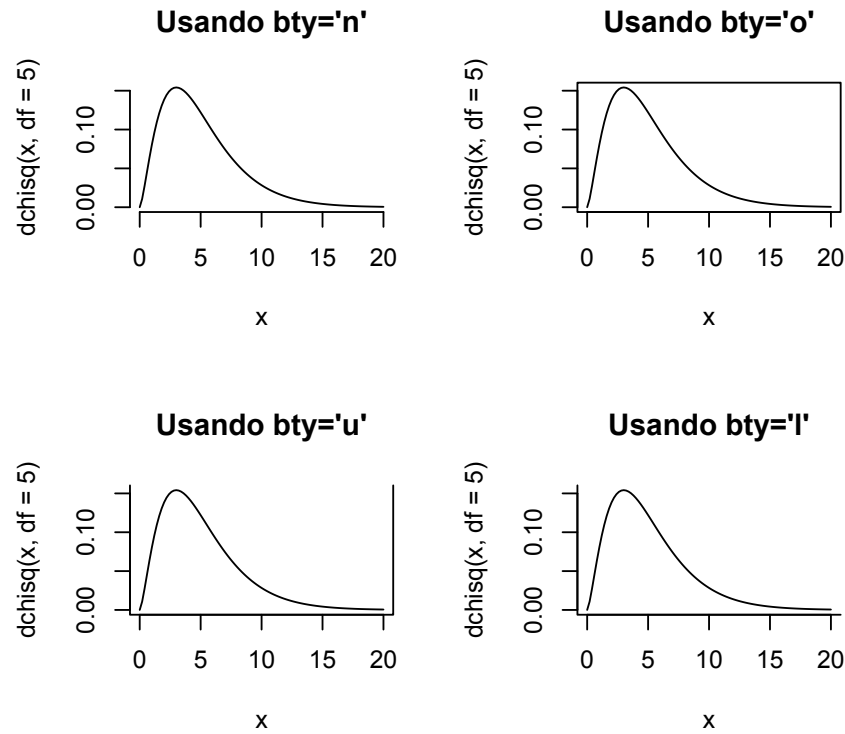 Usando bty='n'
dchisq(x, df = 5)
0.00 0.10
0 5 10 15 20
x
Usando bty='o'
dchisq(x, df = 5)
0.00 0.10
0 5 10 15 20
x
Usando bty='u'
dchisq(x, df = 5)
0.00 0.10
0 5 10 15 20
x
Usando bty='l'
dchisq(x, df = 5)
0.00 0.10
0 5 10 15 20
x